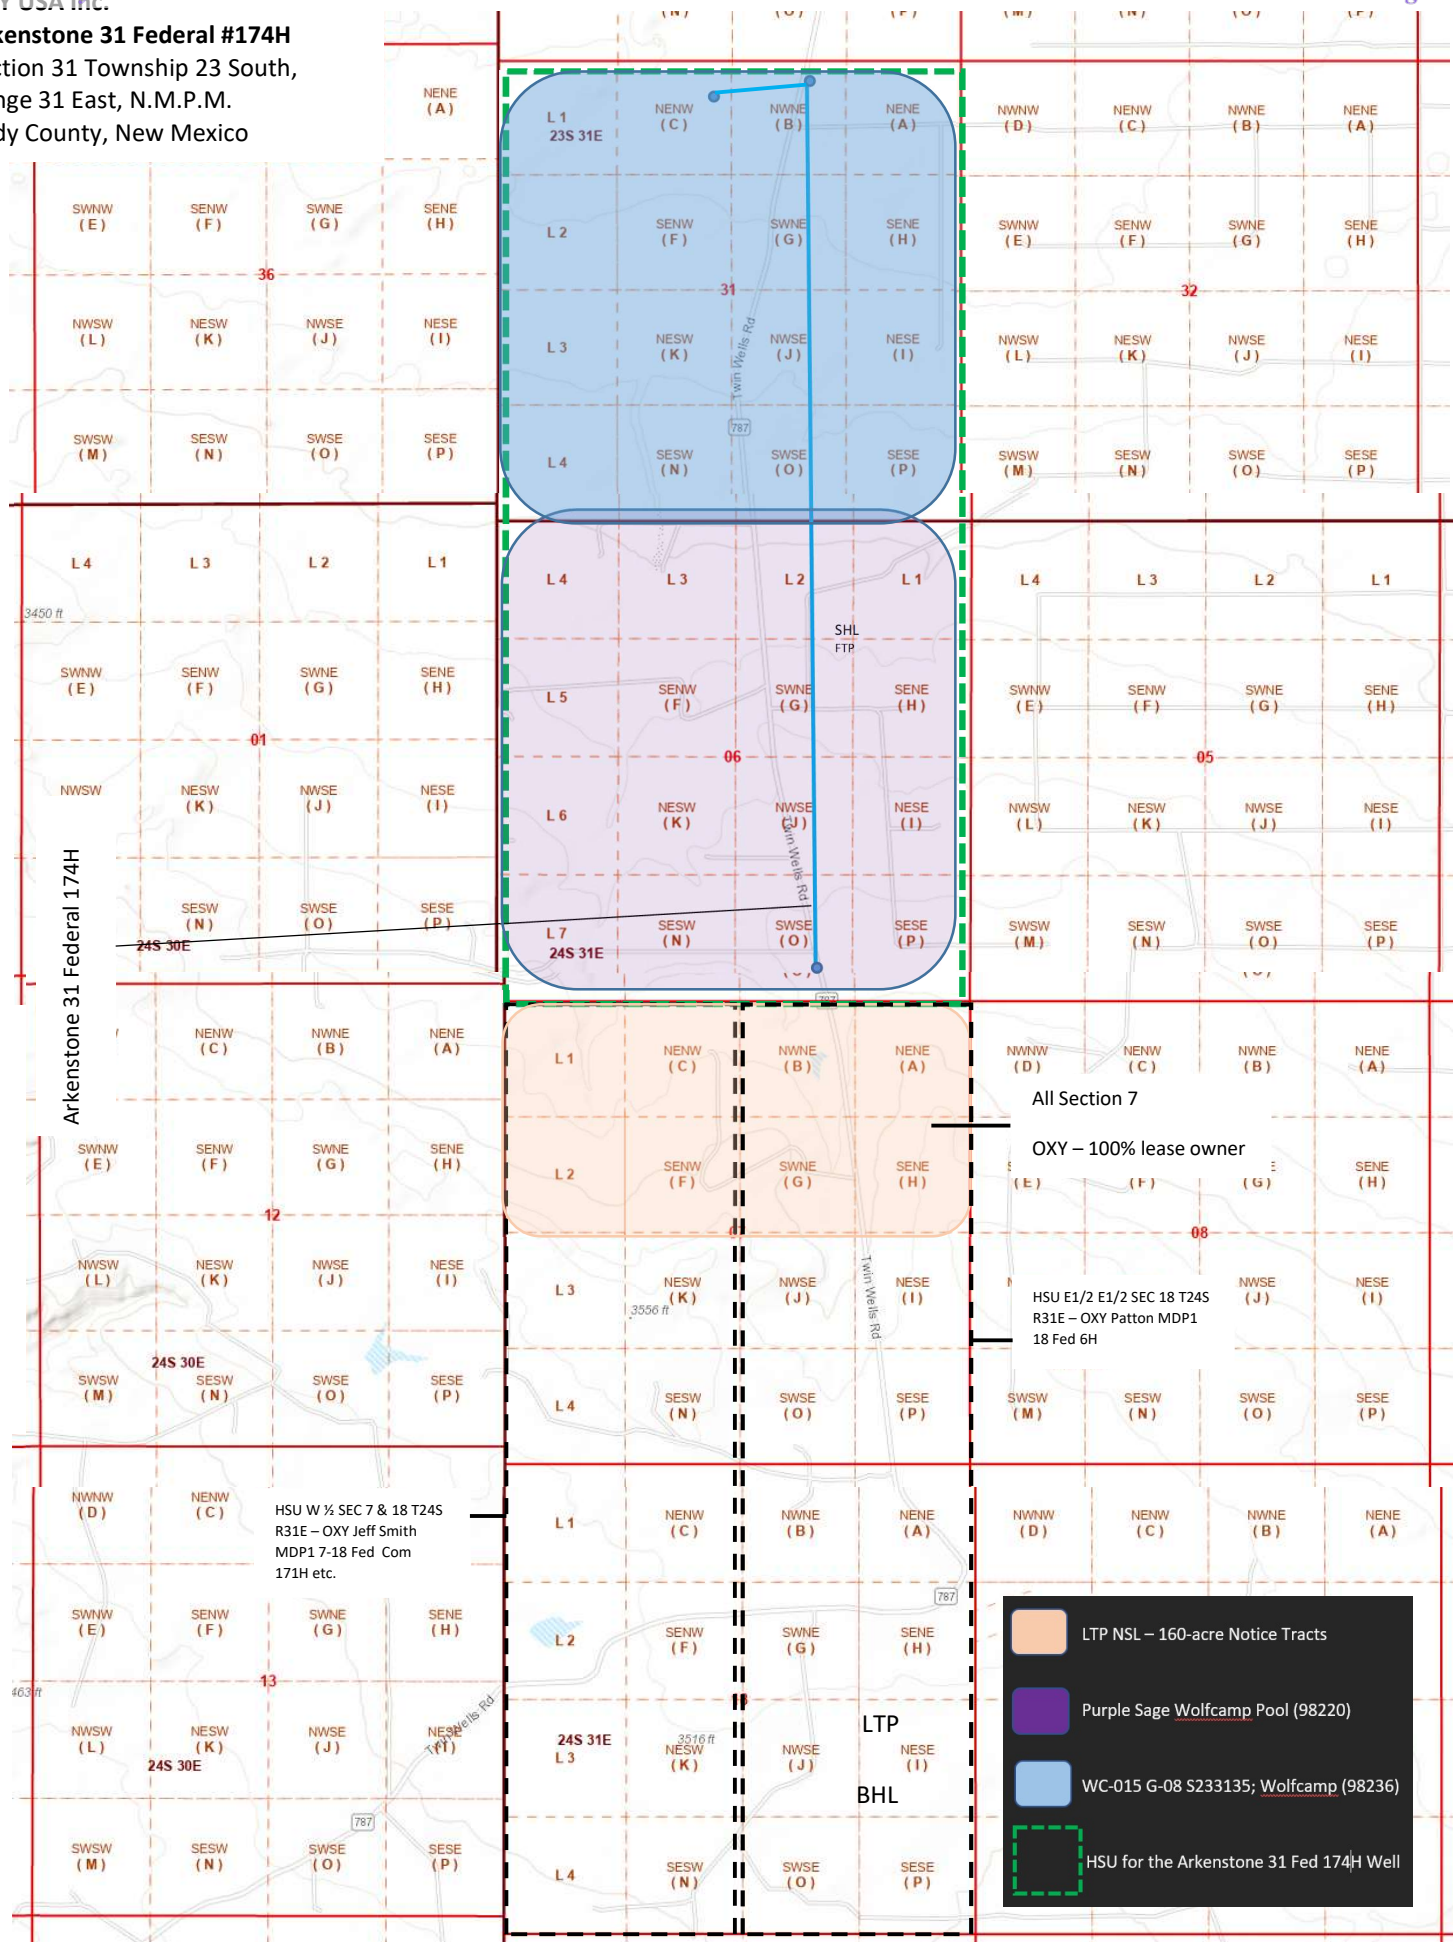 Y USA Inc.
kenstone 31 Federal #174H
ction 31 Township 23 South,
nge 31 East, N.M.P.M.
dy County, New Mexico
(N) (O) (P) (M) (N) (O) (P)
NENE
(A)
L 1
23S 31E
NENW
(C)
NWNE
(B)
NENE
(A)
NWNW
(D)
NENW
(C)
NWNE
(B)
NENE
(A)
SWNW
(E)
SENW
(F)
SWNE
(G)
SENE
(H)
L 2
SENW
(F)
SWNE
(G)
SENE
(H)
SWNW
(E)
SENW
(F)
SWNE
(G)
SENE
(H)
36
31
32
NWSW
(L)
NESW
(K)
NWSE
(J)
NESE
(I)
L 3
NESW
(K)
Twin Wells Rd
NWSE
(J)
NESE
(I)
NWSW
(L)
NESW
(K)
NWSE
(J)
NESE
(I)
787
SWSW
(M)
SESW
(N)
SWSE
(O)
SESE
(P)
L 4
SESW
(N)
SWSE
(O)
SESE
(P)
SWSW
(M)
SESW
(N)
SWSE
(O)
SESE
(P)
L 4 L 3 L 2 L 1
L 4 L 3 L 2 L 1
L 4 L 3 L 2 L 1
3450 ft
SHL
FTP
SWNW
(E)
SENW
(F)
SWNE
(G)
SENE
(H)
L 5
SENW
(F)
SWNE
(G)
SENE
(H)
SWNW
(E)
SENW
(F)
SWNE
(G)
SENE
(H)
01
06
05
NWSW
NESW
(K)
NWSE
(J)
NESE
(I)
L 6
NESW
(K)
NWSE
(J)
NESE
(I)
NWSW
(L)
NESW
(K)
NWSE
(J)
NESE
(I)
Twin Wells Rd
Arkenstone 31 Federal 174H
SESW
(N)
SWSE
(O)
SESE
(P)
24S 30E
L 7
24S 31E
SESW
(N)
SWSE
(O)
SESE
(P)
SWSW
(M)
SESW
(N)
SWSE
(O)
SESE
(P)
787
NENW
(C)
NWNE
(B)
NENE
(A)
L 1
NENW
(C)
NWNE
(B)
NENE
(A)
NWNW
(D)
NENW
(C)
NWNE
(B)
NENE
(A)
All Section 7
OXY – 100% lease owner
SWNW
(E)
SENW
(F)
SWNE
(G)
SENE
(H)
L 2
SENW
(F)
SWNE
(G)
SENE
(H)
(E)
(F)
(G)
SENE
(H)
12
08
NWSW
(L)
NESW
(K)
NWSE
(J)
NESE
(I)
L 3
NESW
(K)
3556 ft
NWSE
(J)
Twin Wells Rd
NESE
(I)
HSU E1/2 E1/2 SEC 18 T24S
R31E – OXY Patton MDP1
18 Fed 6H
NWSE
(J)
NESE
(I)
24S 30E
SWSW
(M)
SESW
(N)
SWSE
(O)
SESE
(P)
L 4
SESW
(N)
SWSE
(O)
SESE
(P)
SWSW
(M)
SESW
(N)
SWSE
(O)
SESE
(P)
NWNW
(D)
NENW
(C)
HSU W ½ SEC 7 & 18 T24S
R31E – OXY Jeff Smith
MDP1 7-18 Fed Com
171H etc.
L 1
NENW
(C)
NWNE
(B)
NENE
(A)
NWNW
(D)
NENW
(C)
NWNE
(B)
NENE
(A)
787
SWNW
(E)
SENW
(F)
SWNE
(G)
SENE
(H)
L 2
SENW
(F)
SWNE
(G)
SENE
(H)
13
463 ft
NWSW
(L)
NESW
(K)
24S 30E
NWSE
(J)
NESE
(I)
Twin Wells Rd
24S 31E
L 3
3516 ft
NESW
(K)
NWSE
(J)
NESE
(I)
LTP
BHL
787
SWSW
(M)
SESW
(N)
SWSE
(O)
SESE
(P)
L 4
SESW
(N)
SWSE
(O)
SESE
(P)
LTP NSL – 160-acre Notice Tracts
Purple Sage Wolfcamp Pool (98220)
WC-015 G-08 S233135; Wolfcamp (98236)
HSU for the Arkenstone 31 Fed 174H Well